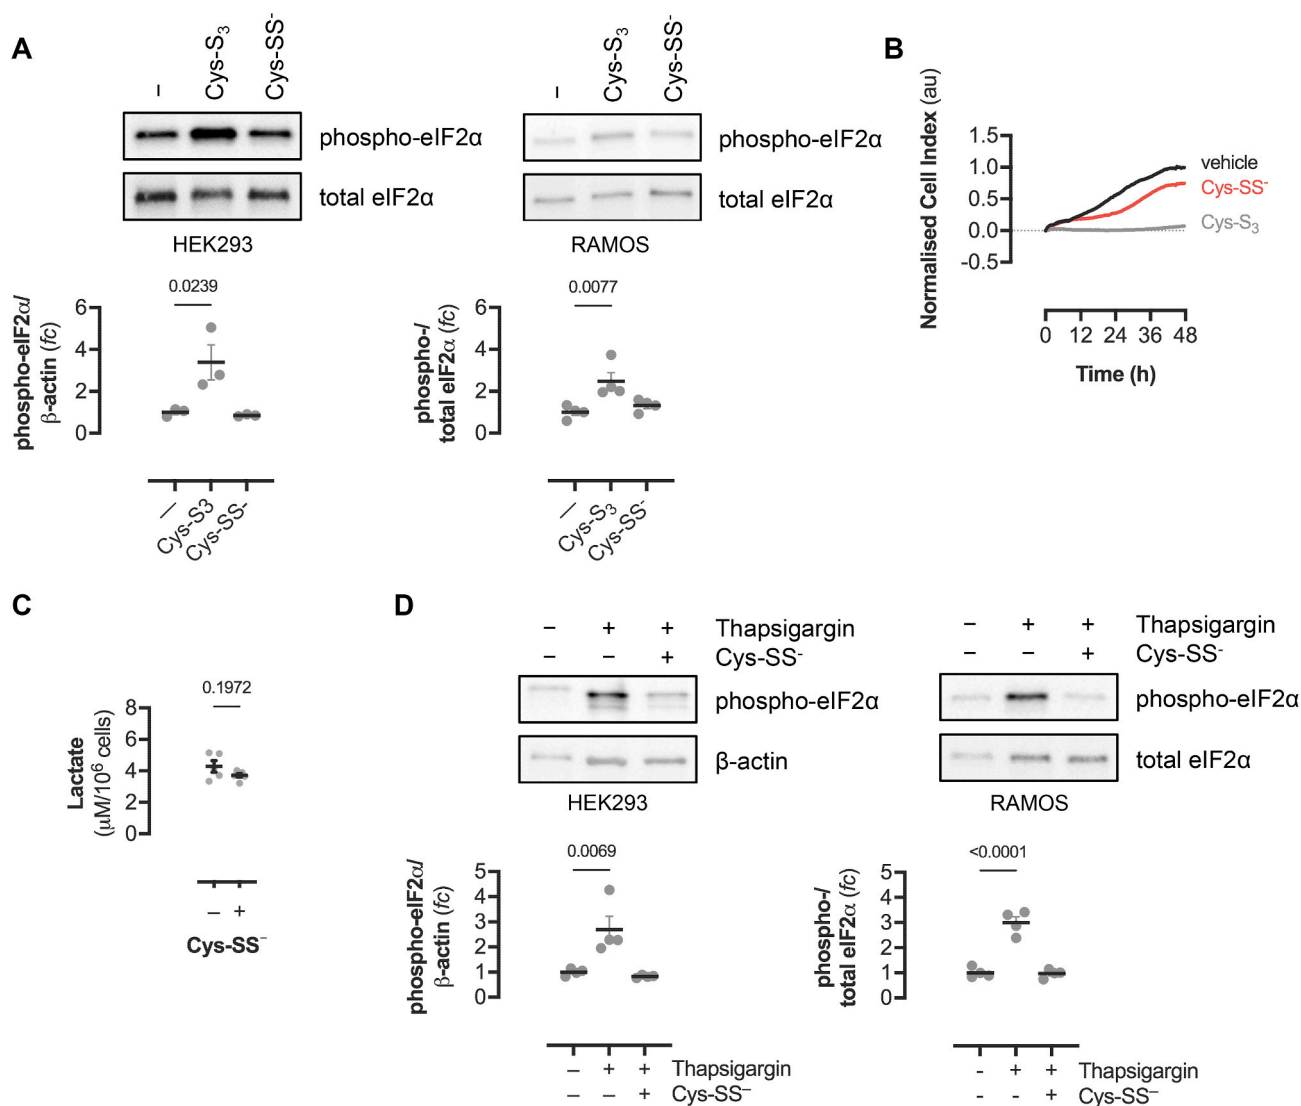 A
–
Cys-S3
Cys-SS-
phospho-eIF2α
total eIF2α
HEK293
–
Cys-S3
Cys-SS-
phospho-eIF2α
total eIF2α
RAMOS
phospho-eIF2α/
β-actin (fc)
6
4
2
0
0.0239
–
Cys-S3
Cys-SS-
phospho-/
total eIF2α (fc)
6
4
2
0
0.0077
–
Cys-S3
Cys-SS-
B
Normalised Cell Index (au)
1.5
1.0
0.5
0.0
-0.5
vehicle
Cys-SS-
Cys-S3
0 12 24 36 48
Time (h)
C
Lactate
(μM/10⁶ cells)
8
6
4
2
0
0.1972
– +
Cys-SS–
D
– + + Thapsigargin
– – + Cys-SS-
phospho-eIF2α
β-actin
HEK293
– + + Thapsigargin
– – + Cys-SS-
phospho-eIF2α
total eIF2α
RAMOS
phospho-eIF2α/
β-actin (fc)
5
4
3
2
1
0
0.0069
– + + Thapsigargin
– – + Cys-SS–
phospho-/
total eIF2α (fc)
5
4
3
2
1
0
<0.0001
- + + Thapsigargin
- - + Cys-SS–